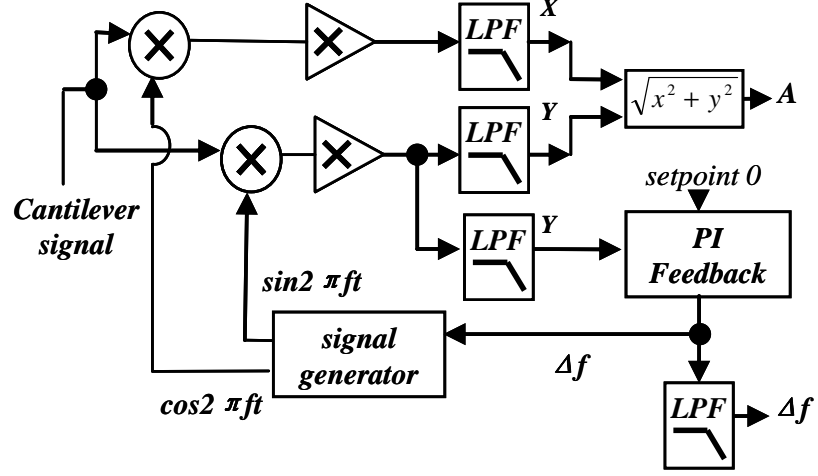 X
LPF
√x² + y²
A
Y
LPF
Cantilever
signal
setpoint 0
LPF
Y
PI
Feedback
sin2 πft
signal
generator
Δf
cos2 πft
LPF
Δf